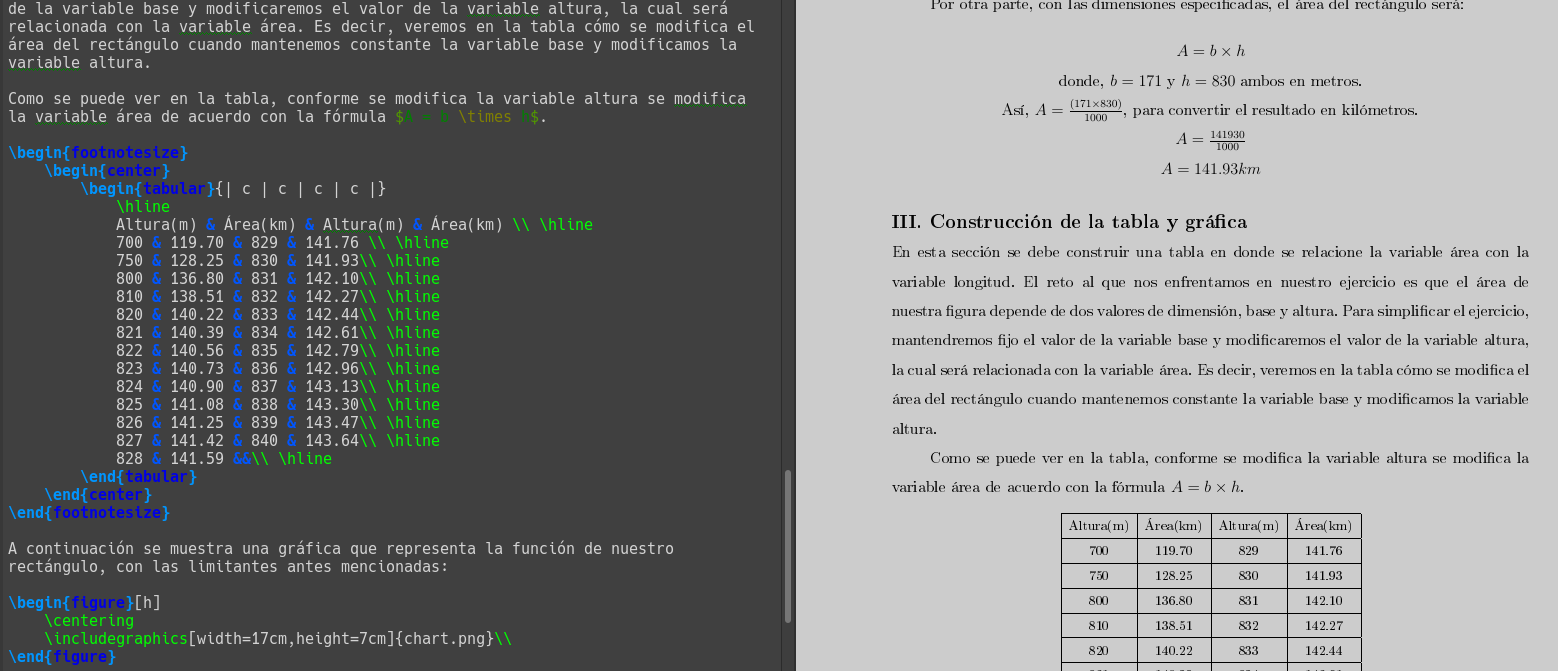 de la variable base y modificaremos el valor de la variable altura, la cual será
relacionada con la variable área. Es decir, veremos en la tabla cómo se modifica el
área del rectángulo cuando mantenemos constante la variable base y modificamos la
variable altura.
Como se puede ver en la tabla, conforme se modifica la variable altura se modifica
la variable área de acuerdo con la fórmula $A = b \times h$.
\begin{footnotesize}
\begin{center}
\begin{tabular}{| c | c | c | c |}
\hline
Altura(m) & Área(km) & Altura(m) & Área(km) \\ \hline
700 & 119.70 & 829 & 141.76 \\ \hline
750 & 128.25 & 830 & 141.93\\ \hline
800 & 136.80 & 831 & 142.10\\ \hline
810 & 138.51 & 832 & 142.27\\ \hline
820 & 140.22 & 833 & 142.44\\ \hline
821 & 140.39 & 834 & 142.61\\ \hline
822 & 140.56 & 835 & 142.79\\ \hline
823 & 140.73 & 836 & 142.96\\ \hline
824 & 140.90 & 837 & 143.13\\ \hline
825 & 141.08 & 838 & 143.30\\ \hline
826 & 141.25 & 839 & 143.47\\ \hline
827 & 141.42 & 840 & 143.64\\ \hline
828 & 141.59 &&\\ \hline
\end{tabular}
\end{center}
\end{footnotesize}
A continuación se muestra una gráfica que representa la función de nuestro
rectángulo, con las limitantes antes mencionadas:
\begin{figure}[h]
\centering
\includegraphics[width=17cm,height=7cm]{chart.png}\\
\end{figure}
Por otra parte, con las dimensiones especificadas, el área del rectángulo será:
A = b × h
donde, b = 171 y h = 830 ambos en metros.
Así, A = (171×830)/1000, para convertir el resultado en kilómetros.
A = 141930/1000
A = 141.93km
III. Construcción de la tabla y gráfica
En esta sección se debe construir una tabla en donde se relacione la variable área con la
variable longitud. El reto al que nos enfrentamos en nuestro ejercicio es que el área de
nuestra figura depende de dos valores de dimensión, base y altura. Para simplificar el ejercicio,
mantendremos fijo el valor de la variable base y modificaremos el valor de la variable altura,
la cual será relacionada con la variable área. Es decir, veremos en la tabla cómo se modifica el
área del rectángulo cuando mantenemos constante la variable base y modificamos la variable
altura.
Como se puede ver en la tabla, conforme se modifica la variable altura se modifica la
variable área de acuerdo con la fórmula A = b × h.
Altura(m) Área(km) Altura(m) Área(km)
700 119.70 829 141.76
750 128.25 830 141.93
800 136.80 831 142.10
810 138.51 832 142.27
820 140.22 833 142.44